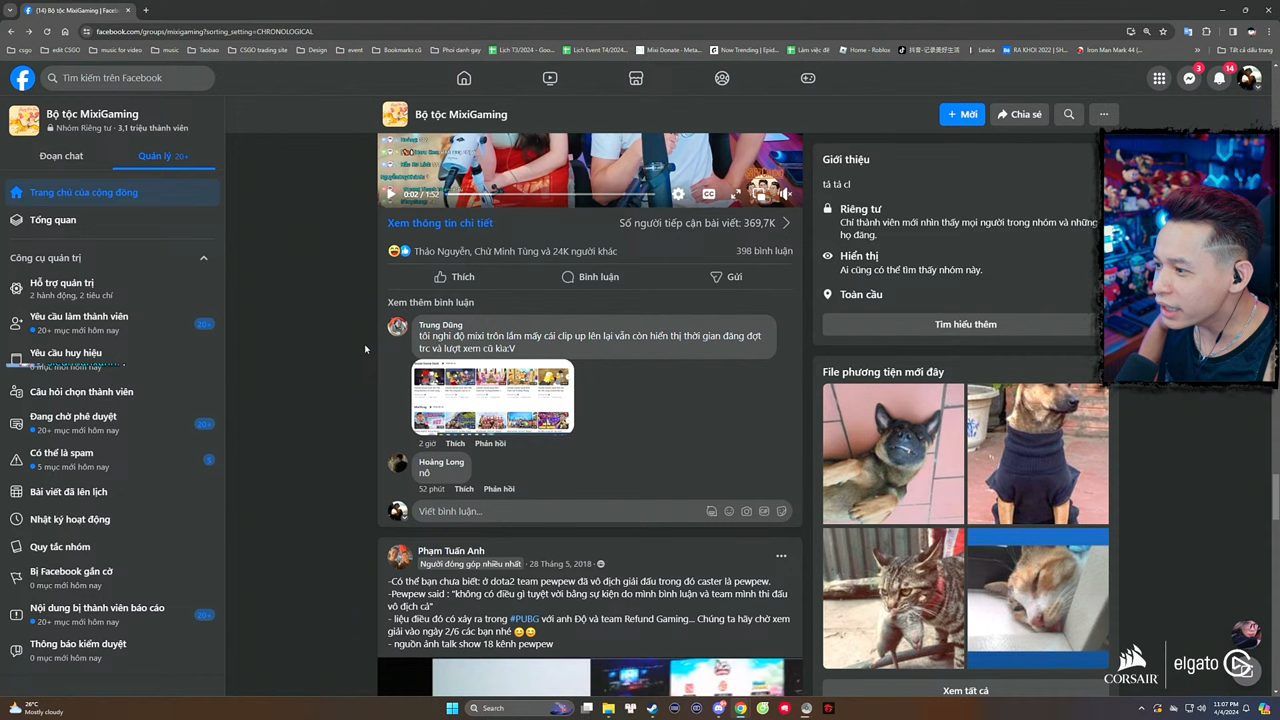 (14) Bộ tộc MixiGaming | Faceb
facebook.com/groups/mixigaming?sorting_setting=CHRONOLOGICAL
csgo
edit CSGO
music for video
music
Taobao
CSGO trading site
Design
event
Bookmarks cũ
Phoi danh gay
Lịch T3/2024 - Goo...
Lịch Event T4/2024...
Mixi Donate - Meta...
Now Trending | Epid...
Làm việc đê
Home - Roblox
抖音-记录美好生活
Lexica
RA KHOI 2022 | SH...
Iron Man Mark 44 (...
Tất cả dấu trang
Tìm kiếm trên Facebook
3
14
Bộ tộc MixiGaming
Nhóm Riêng tư · 3,1 triệu thành viên
Đoạn chat
Quản lý 20+
Trang chủ của cộng đồng
Tổng quan
Công cụ quản trị
Hỗ trợ quản trị
2 hành động, 2 tiêu chí
Yêu cầu làm thành viên
20+ mục mới hôm nay
20+
Yêu cầu huy hiệu
0 mục mới hôm nay
Câu hỏi chọn thành viên
Đang chờ phê duyệt
20+ mục mới hôm nay
20+
Có thể là spam
5 mục mới hôm nay
5
Bài viết đã lên lịch
Nhật ký hoạt động
Quy tắc nhóm
Bị Facebook gắn cờ
0 mục mới hôm nay
Nội dung bị thành viên báo cáo
20+ mục mới hôm nay
20+
Thông báo kiểm duyệt
0 mục mới hôm nay
Bộ tộc MixiGaming
+ Mời
Chia sẻ
0:02 / 1:52
Xem thông tin chi tiết
Số người tiếp cận bài viết: 369,7K
Thảo Nguyễn, Chử Minh Tùng và 24K người khác
398 bình luận
Thích
Bình luận
Gửi
Xem thêm bình luận
Trung Dũng
tôi nghi độ mixi trôn lắm mấy cái clip up lên lại vẫn còn hiển thị thời gian đăng đợt
trc và lượt xem cũ kìa:V
2 giờ Thích Phản hồi
Hoảng Long
nô
52 phút Thích Phản hồi
Viết bình luận...
Phạm Tuấn Anh
Người đóng góp nhiều nhất · 28 Tháng 5, 2018
-Có thể bạn chưa biết: ở dota2 team pewpew đã vô địch giải đấu trong đó caster là pewpew.
-Pewpew said : "không có điều gì tuyệt vời bằng sự kiện do mình bình luận và team mình thi đấu
vô địch cả"
- liệu điều đó có xảy ra trong #PUBG với anh Độ và team Refund Gaming... Chúng ta hãy chờ xem
giải vào ngày 2/6 các bạn nhé
- nguồn ảnh talk show 18 kênh pewpew
Giới thiệu
tả tả cl
Riêng tư
Chỉ thành viên mới nhìn thấy mọi người trong nhóm và những
họ đăng.
Hiển thị
Ai cũng có thể tìm thấy nhóm này.
Toàn cầu
Tìm hiểu thêm
File phương tiện mới đây
Xem tất cả
CORSAIR
elgato
26°C
Mostly cloudy
Search
11:07 PM
4/4/2024